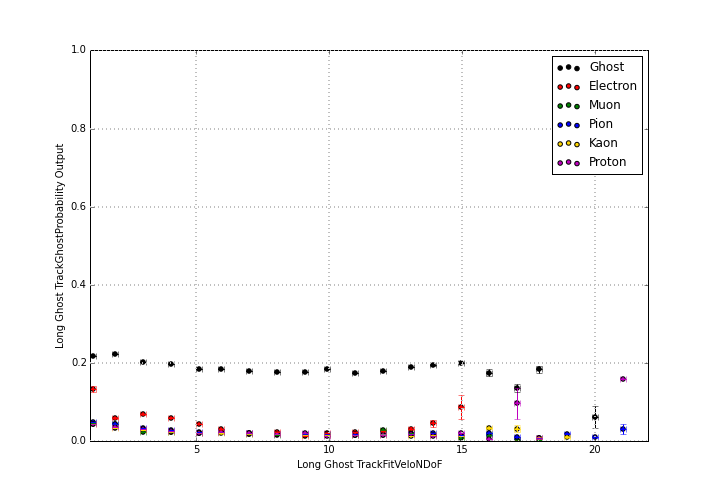 1.0
0.8
0.6
0.4
0.2
0.0
5
10
15
20
Long Ghost TrackGhostProbability Output
Long Ghost TrackFitVeloNDoF
Ghost
Electron
Muon
Pion
Kaon
Proton